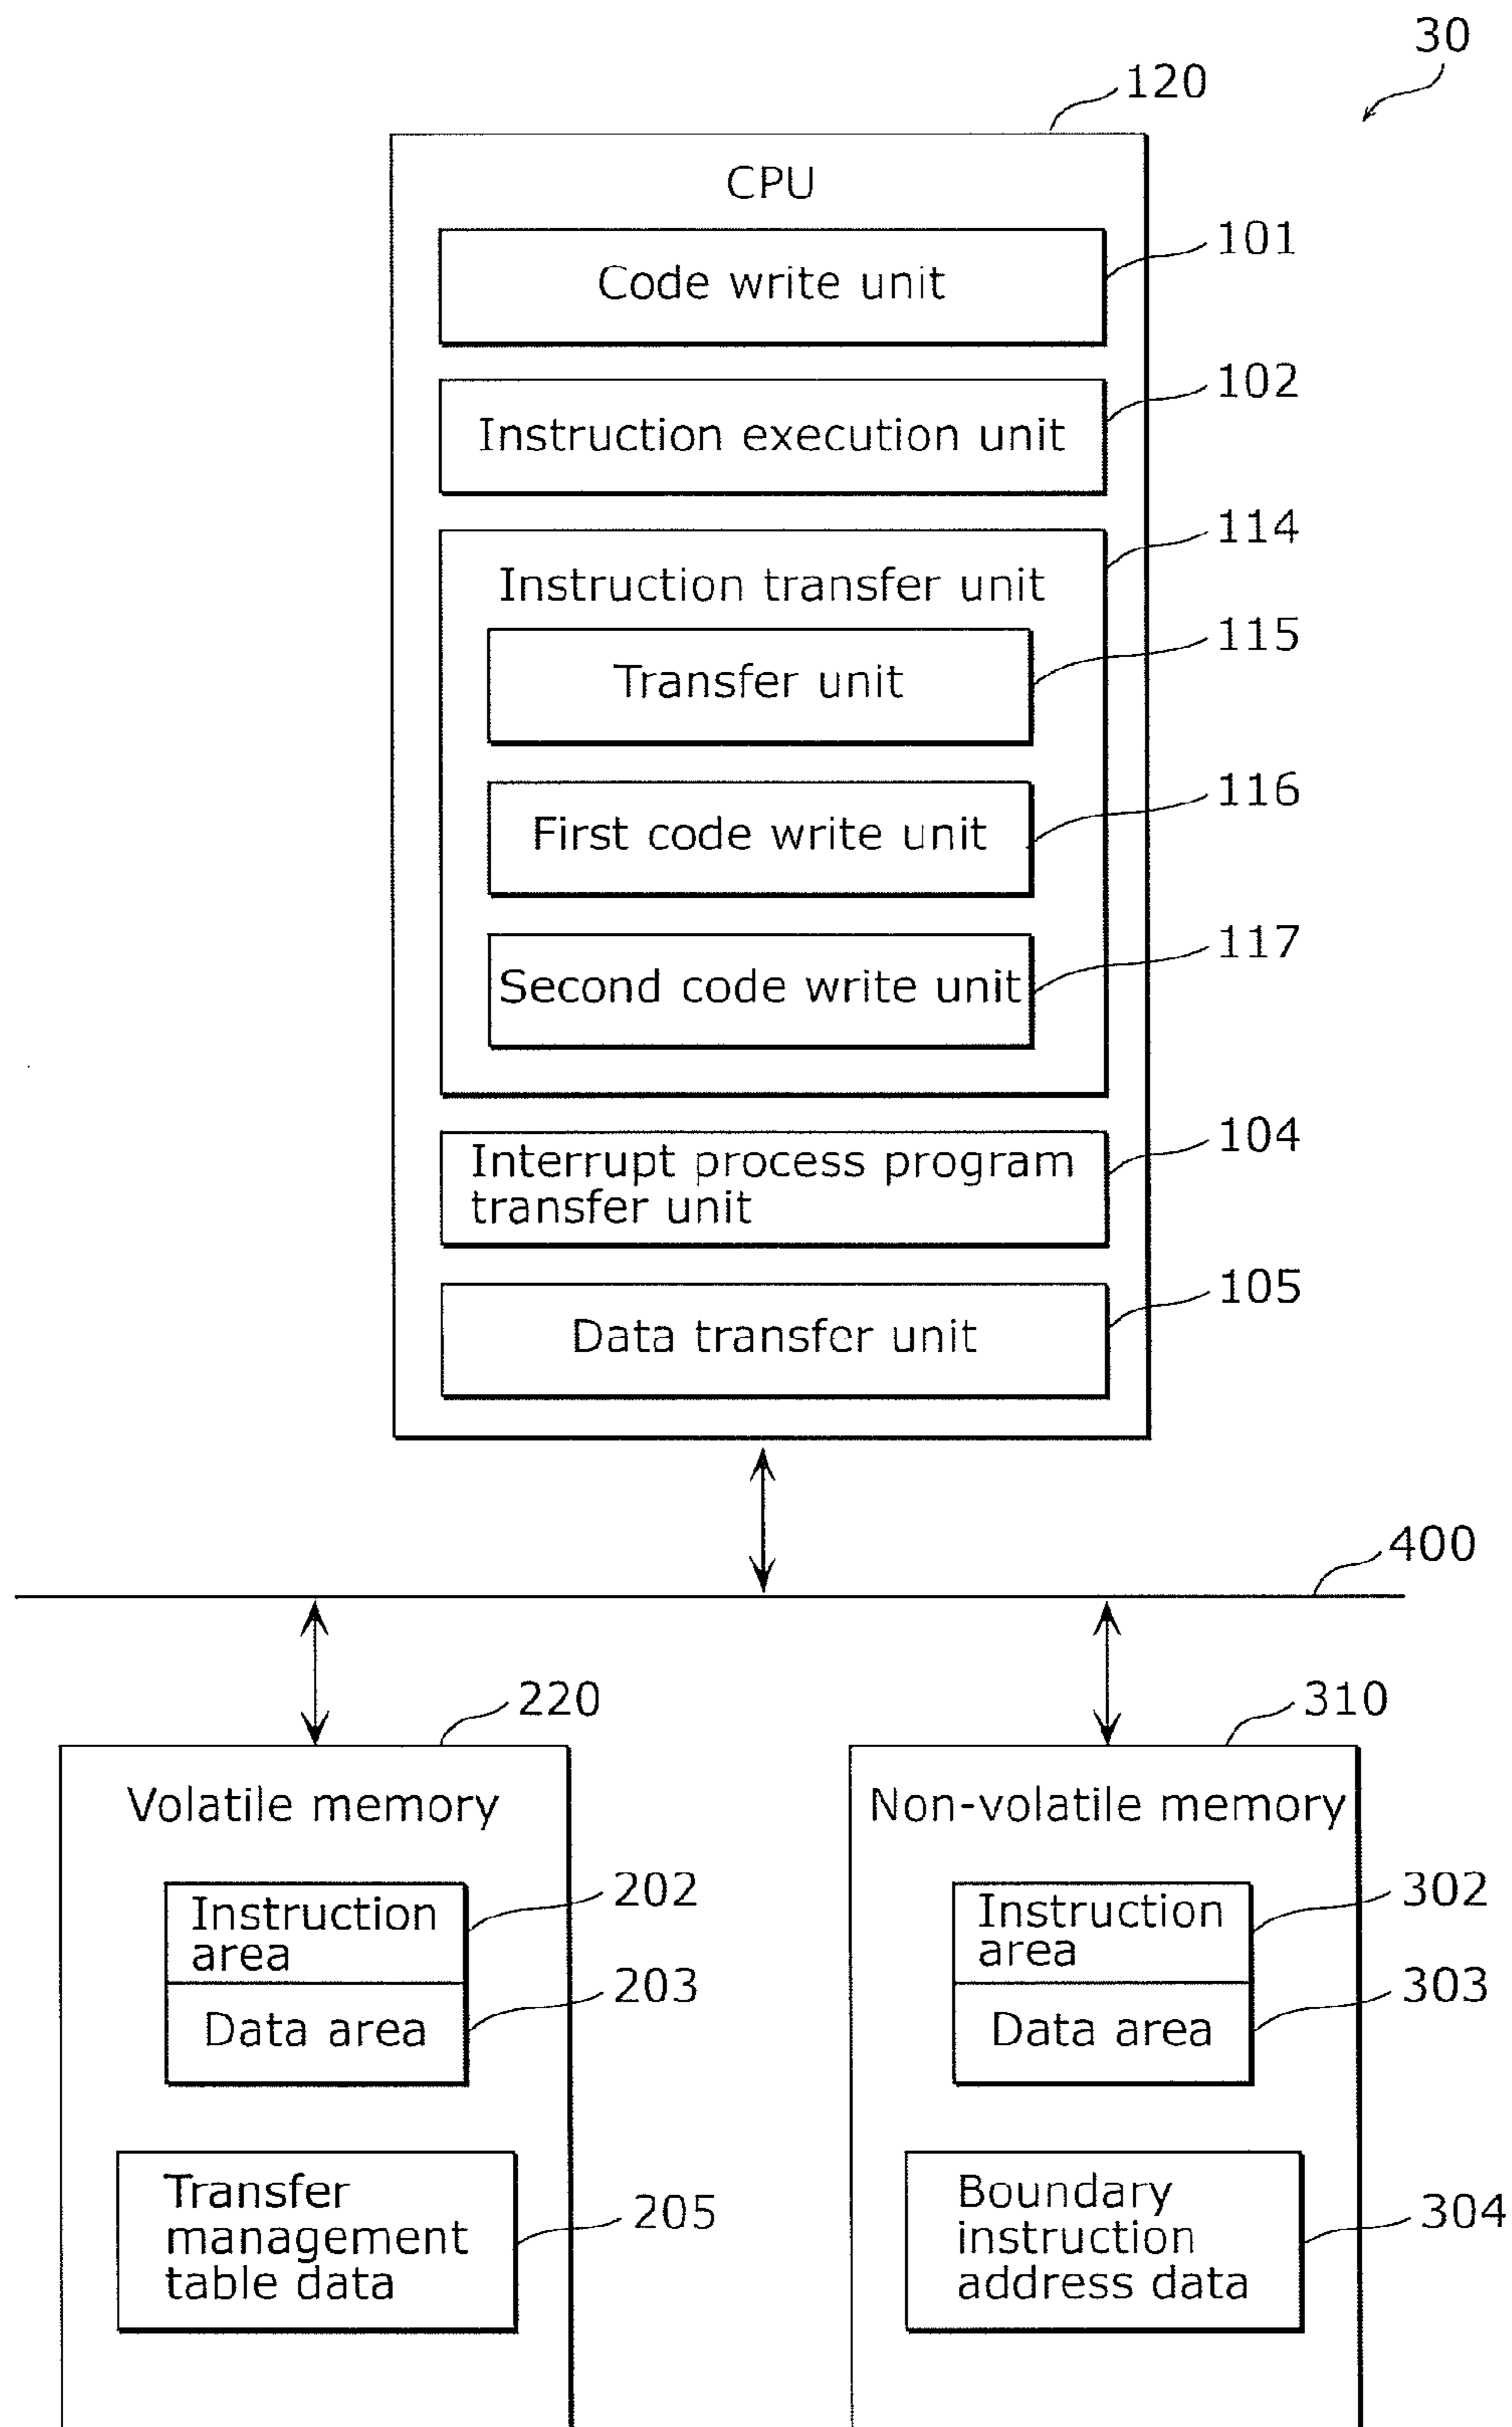 30
120
CPU
101
Code write unit
102
Instruction execution unit
114
Instruction transfer unit
115
Transfer unit
116
First code write unit
117
Second code write unit
104
Interrupt process program
transfer unit
105
Data transfer unit
400
220
310
Volatile memory
Non-volatile memory
202
Instruction
area
203
Data area
302
Instruction
area
303
Data area
Transfer
management
table data
205
Boundary
instruction
address data
304